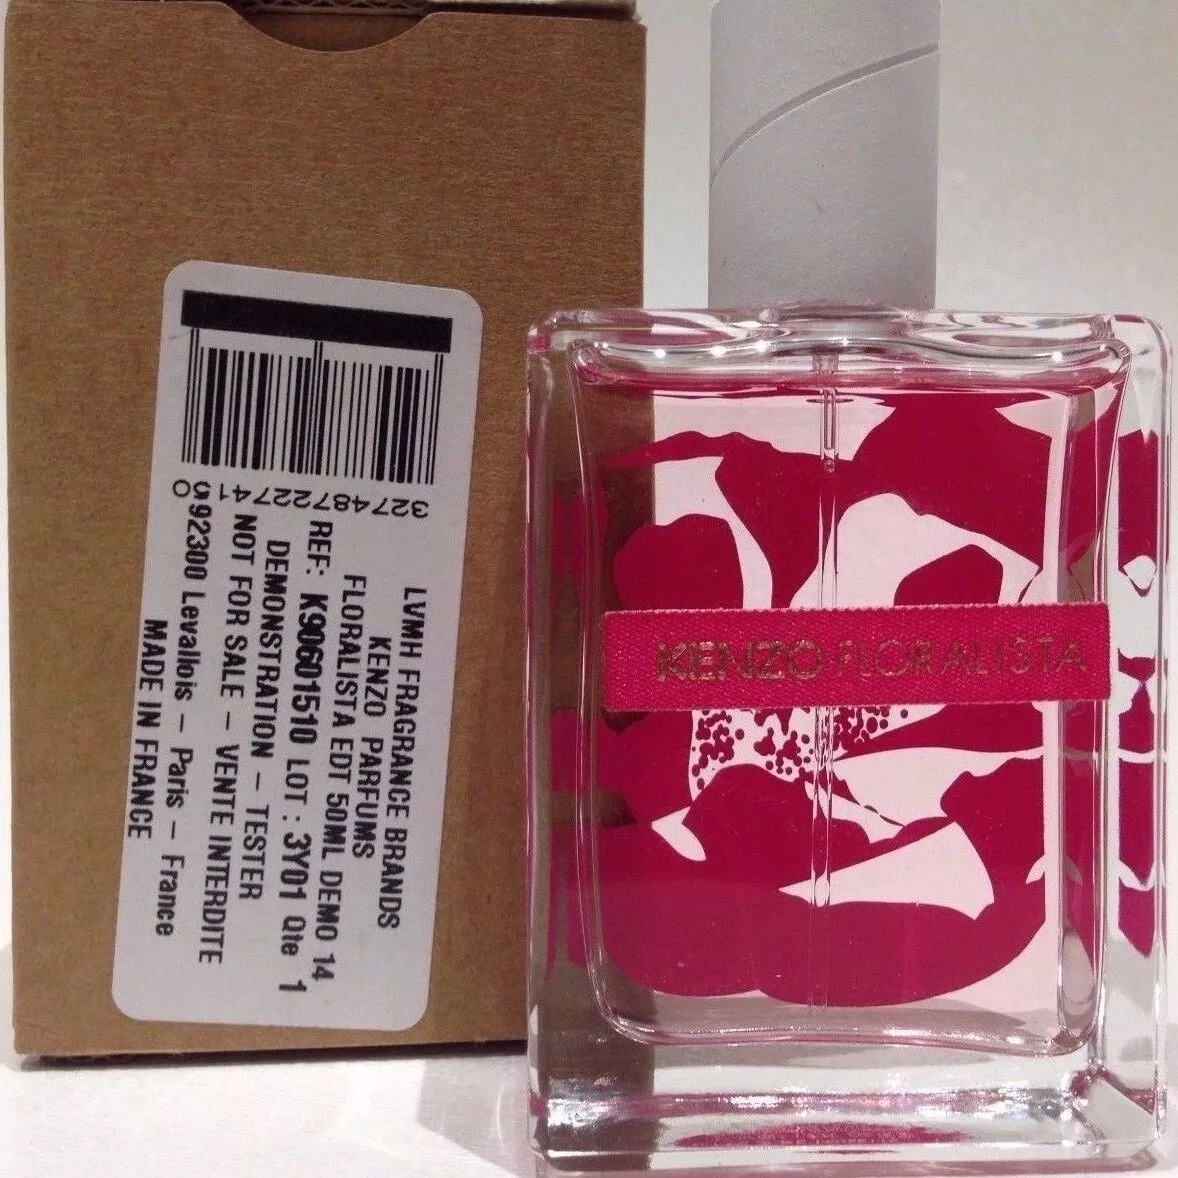 LVMH FRAGRANCE BRANDS
KENZO PARFUMS
FLORALISTA EDT 50ML DEMO 14
REF: K90601510 LOT : 3Y01 Qte 1
DEMONSTRATION – TESTER
NOT FOR SALE – VENTE INTERDITE
92300 Levallois – Paris – France
MADE IN FRANCE
3274872274150
KENZO FLORALISTA